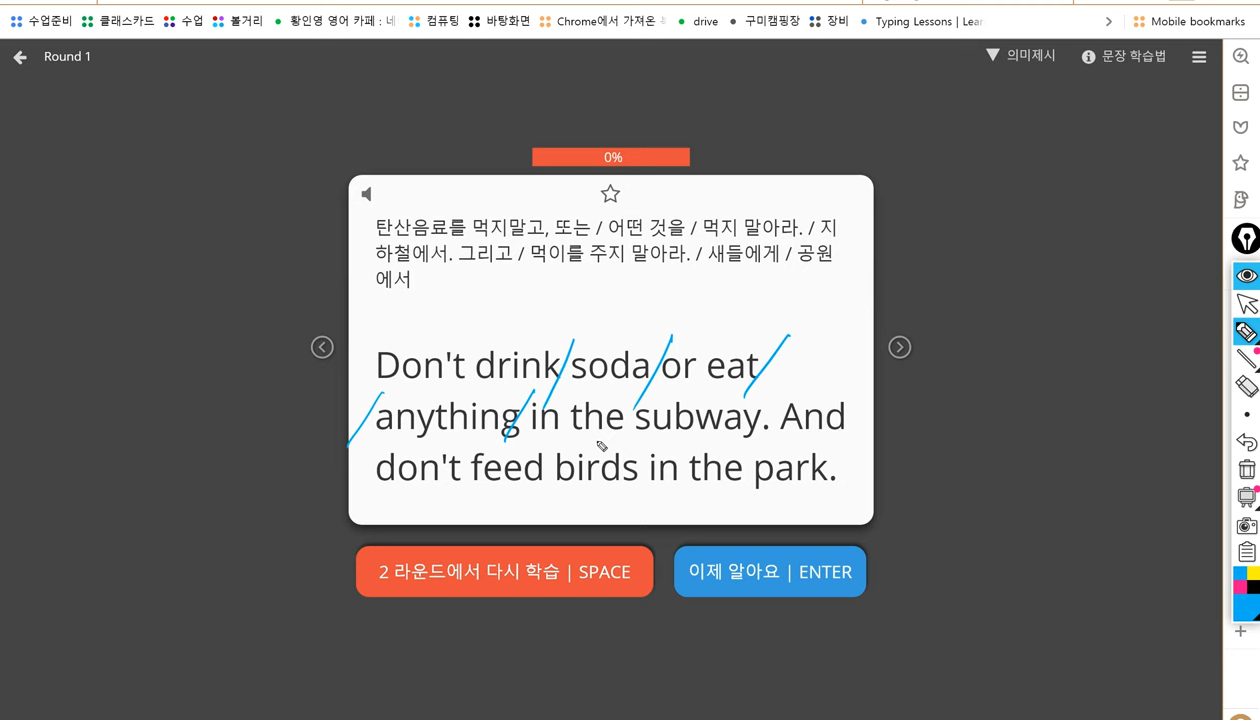 수업준비 클래스카드 수업 볼거리 황인영 영어 카페 : 네 컴퓨팅 바탕화면 Chrome에서 가져온 drive 구미캠핑장 장비 Typing Lessons | Lear Mobile bookmarks
Round 1 의미제시 문장 학습법
0%
탄산음료를 먹지말고, 또는 / 어떤 것을 / 먹지 말아라. / 지
하철에서. 그리고 / 먹이를 주지 말아라. / 새들에게 / 공원
에서
Don't drink soda or eat
anything in the subway. And
don't feed birds in the park.
2 라운드에서 다시 학습 | SPACE 이제 알아요 | ENTER